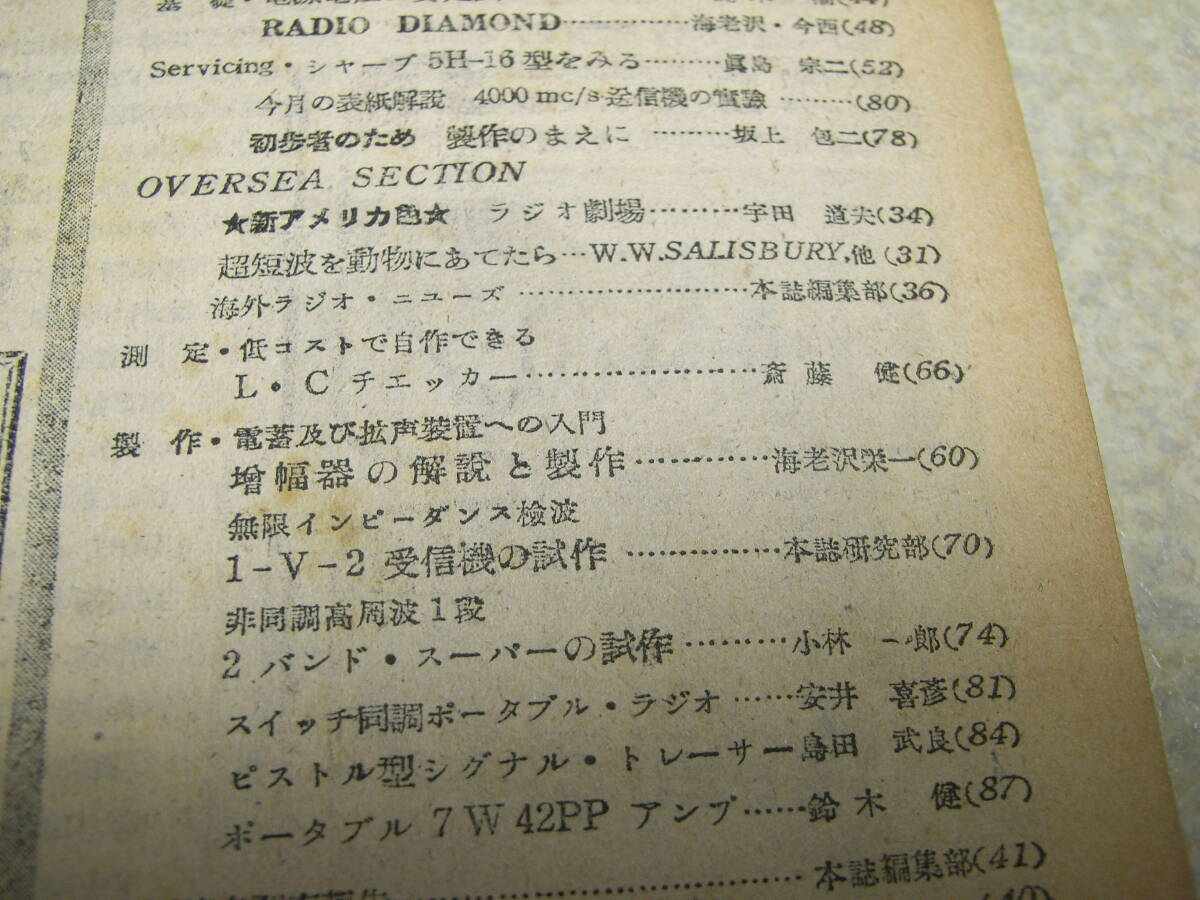 基 礎・電源電圧
RADIO DIAMOND……………海老沢・今西(48)
Servicing・シャープ 5H-16 型をみる………眞島 宗二(52)
今月の表紙解説 4000 mc/s 送信機の實驗………(80)
初歩者のため 製作のまえに ………坂上 包二(78)
OVERSEA SECTION
★新アメリカ色★ ラジオ劇場………宇田 道夫(34)
超短波を動物にあてたら…W.W.SALISBURY,他(31)
海外ラジオ・ニューズ ……………………本誌編集部(36)
測 定・低コストで自作できる
L・C チエッカー……………………斎藤 健(66)
製 作・電蓄及び拡声裝置への入門
增幅器の解說と製作…………海老沢栄一(60)
無限インピーダンス檢波
1-V-2 受信機の試作……………本誌研究部(70)
非同調高周波1段
2 バンド・スーパーの試作………小林 一郎(74)
スイッチ同調ポータブル・ラジオ……安井 喜彦(81)
ピストル型シグナル・トレーサー島田 武良(84)
ポータブル 7W 42PP アンプ……鈴木 健(87)
……………………本誌編集部(41)